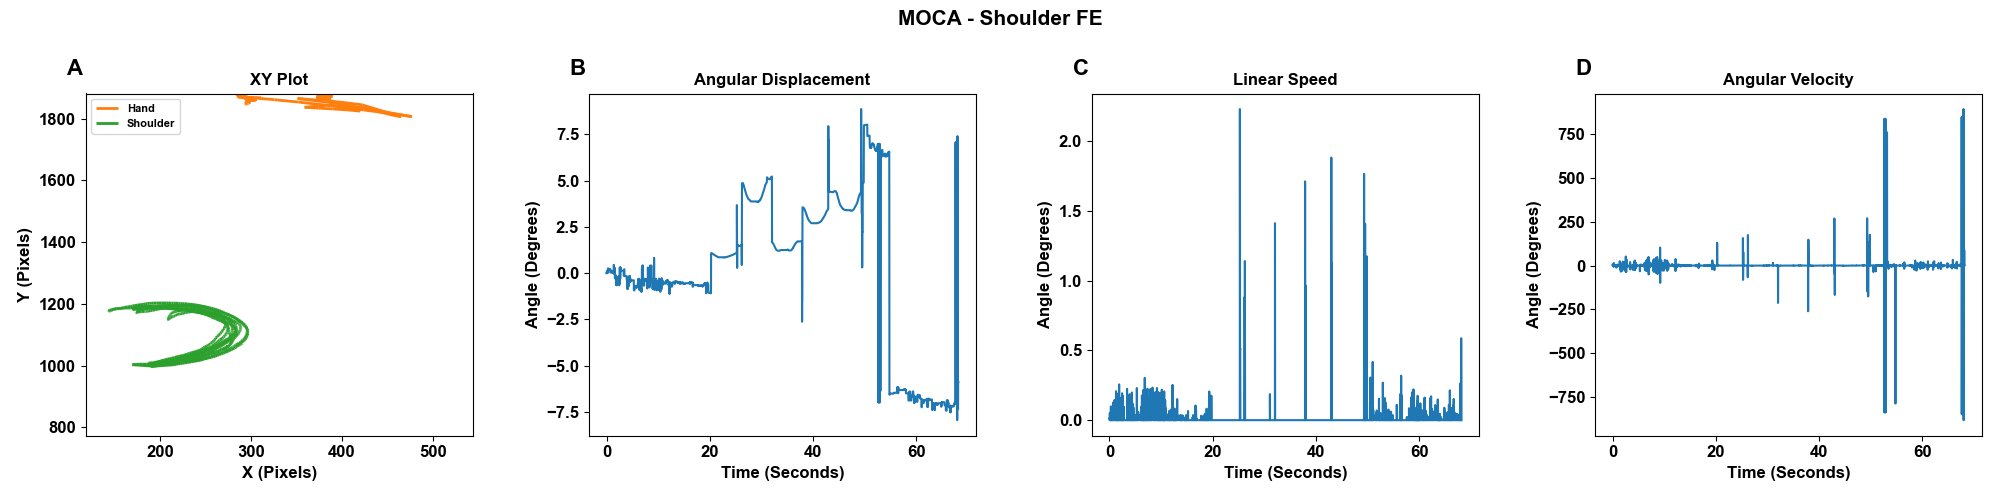 MOCA - Shoulder FE
A
XY Plot
Hand
Shoulder
1800
1600
1400
1200
1000
800
Y (Pixels)
200
300
400
500
X (Pixels)
B
Angular Displacement
7.5
5.0
2.5
0.0
−2.5
−5.0
−7.5
Angle (Degrees)
0
20
40
60
Time (Seconds)
C
Linear Speed
2.0
1.5
1.0
0.5
0.0
Angle (Degrees)
0
20
40
60
Time (Seconds)
D
Angular Velocity
750
500
250
0
−250
−500
−750
Angle (Degrees)
0
20
40
60
Time (Seconds)